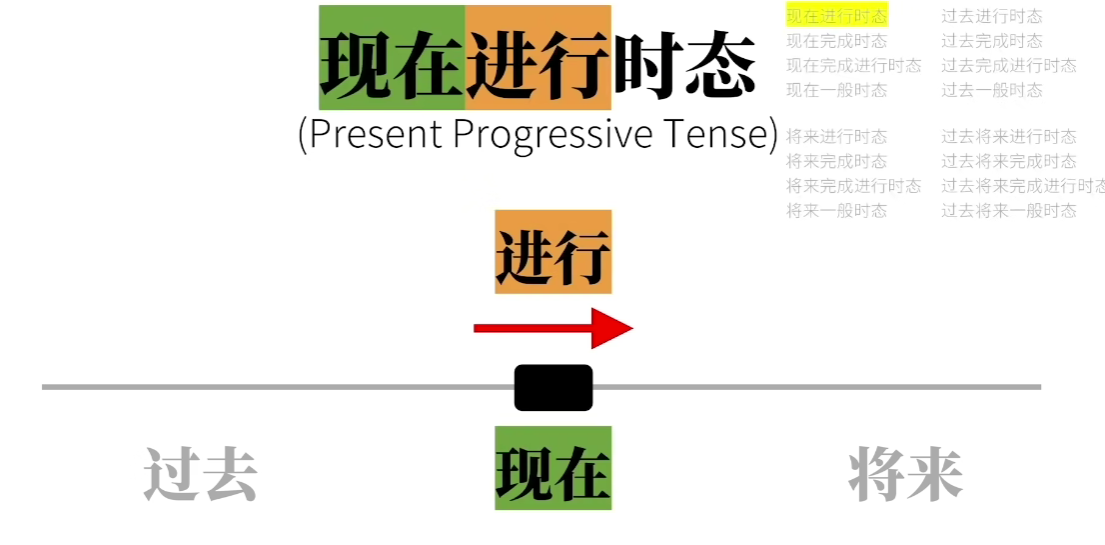 现在进行时态
(Present Progressive Tense)
现在进行时态 过去进行时态
现在完成时态 过去完成时态
现在完成进行时态 过去完成进行时态
现在一般时态 过去一般时态
将来进行时态 过去将来进行时态
将来完成时态 过去将来完成时态
将来完成进行时态 过去将来完成进行时态
将来一般时态 过去将来一般时态
进行
过去 现在 将来